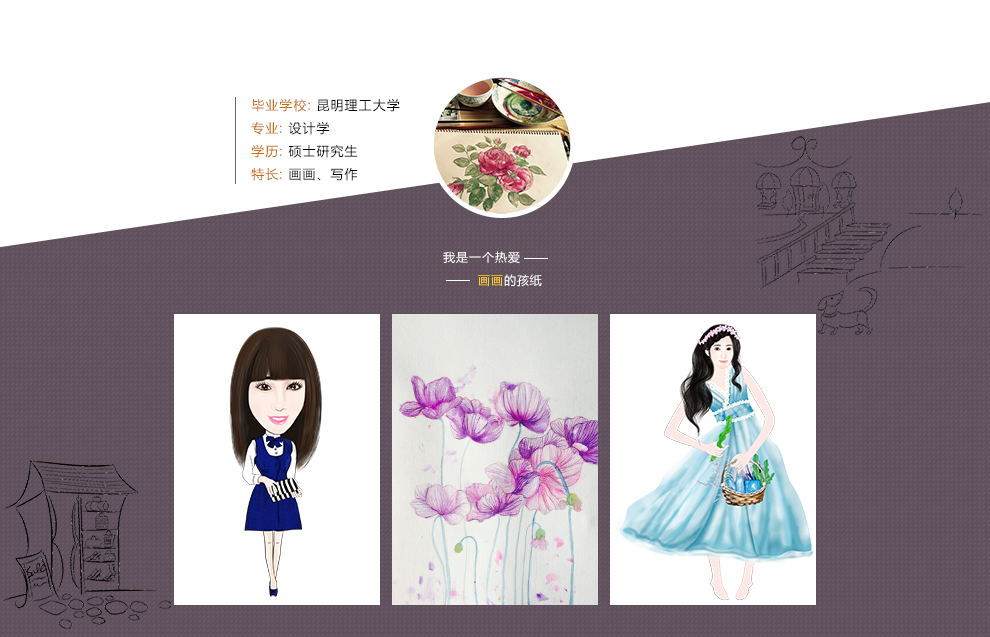 毕业学校: 昆明理工大学
专业: 设计学
学历: 硕士研究生
特长: 画画、写作
我是一个热爱 ——
—— 画画的孩纸
Sale